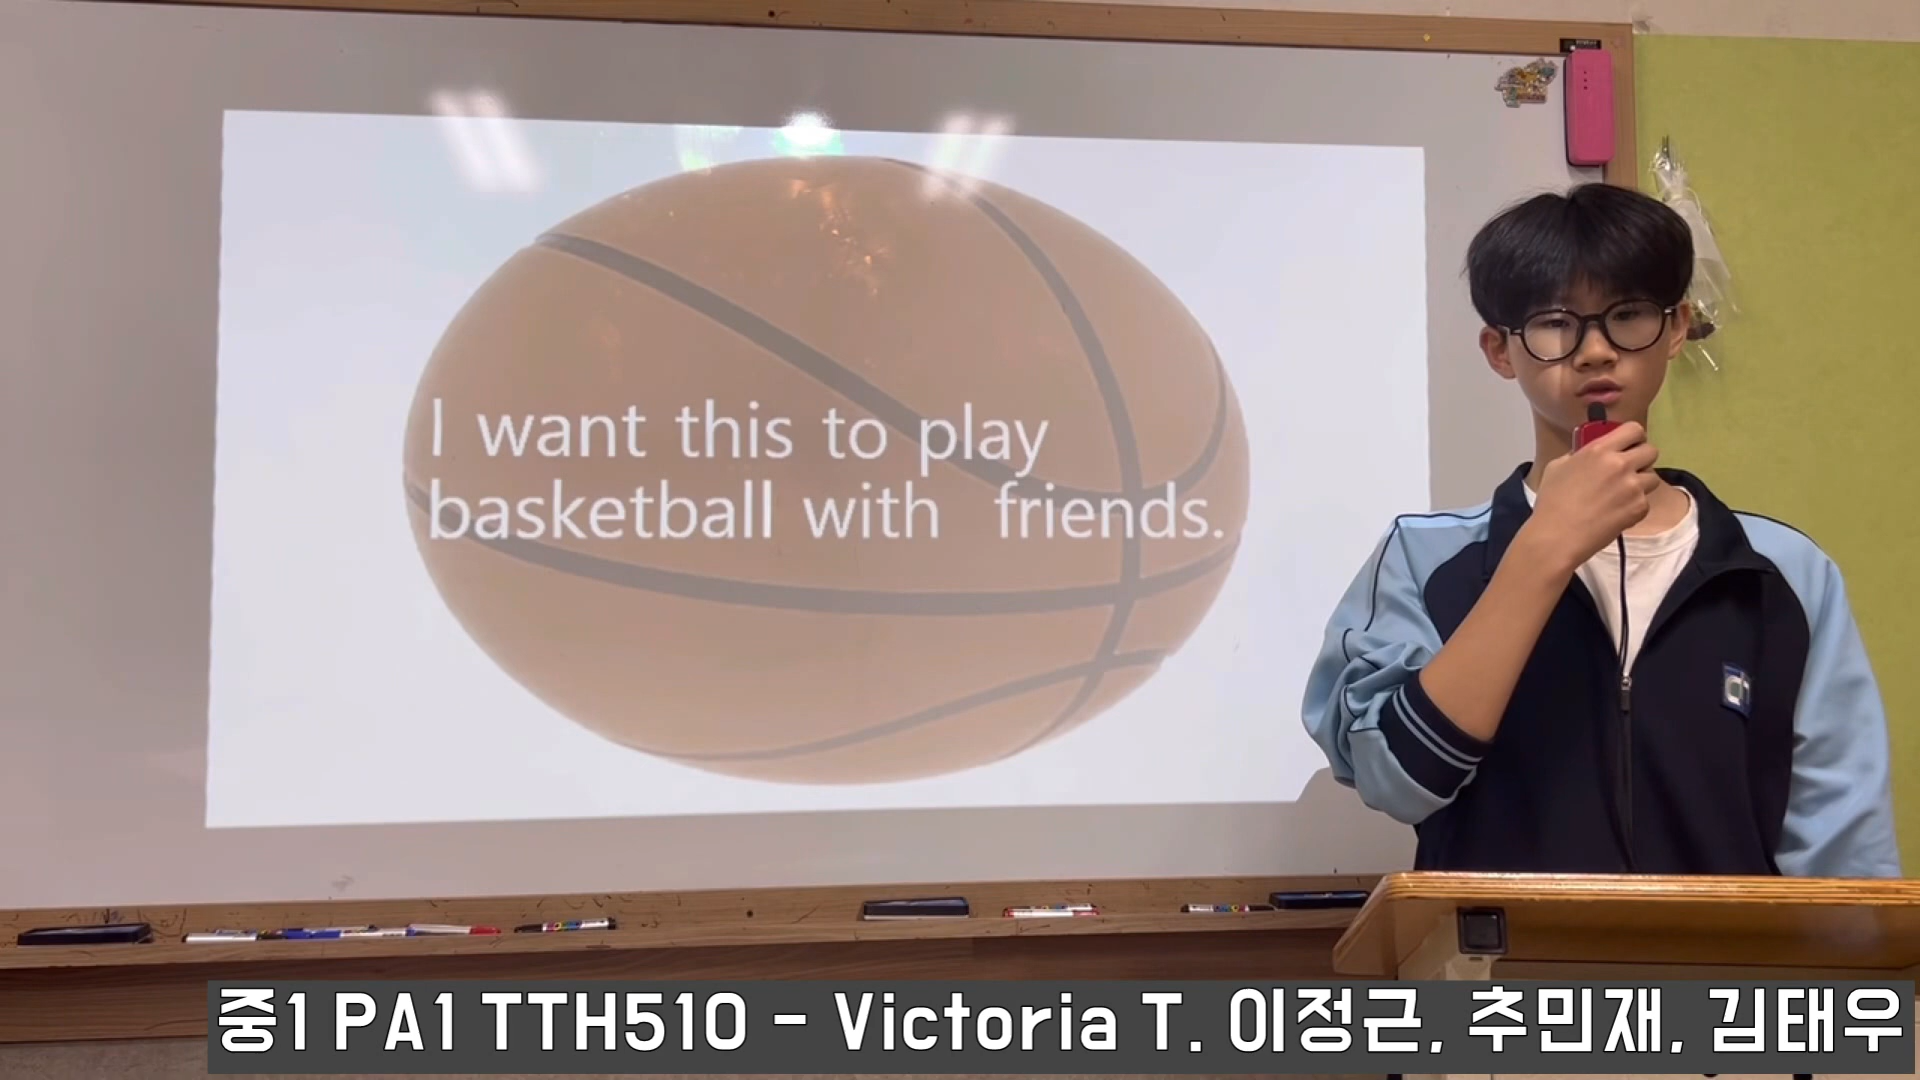 I want this to play
basketball with friends.
중1 PA1 TTH510 - Victoria T. 이정근, 추민재, 김태우